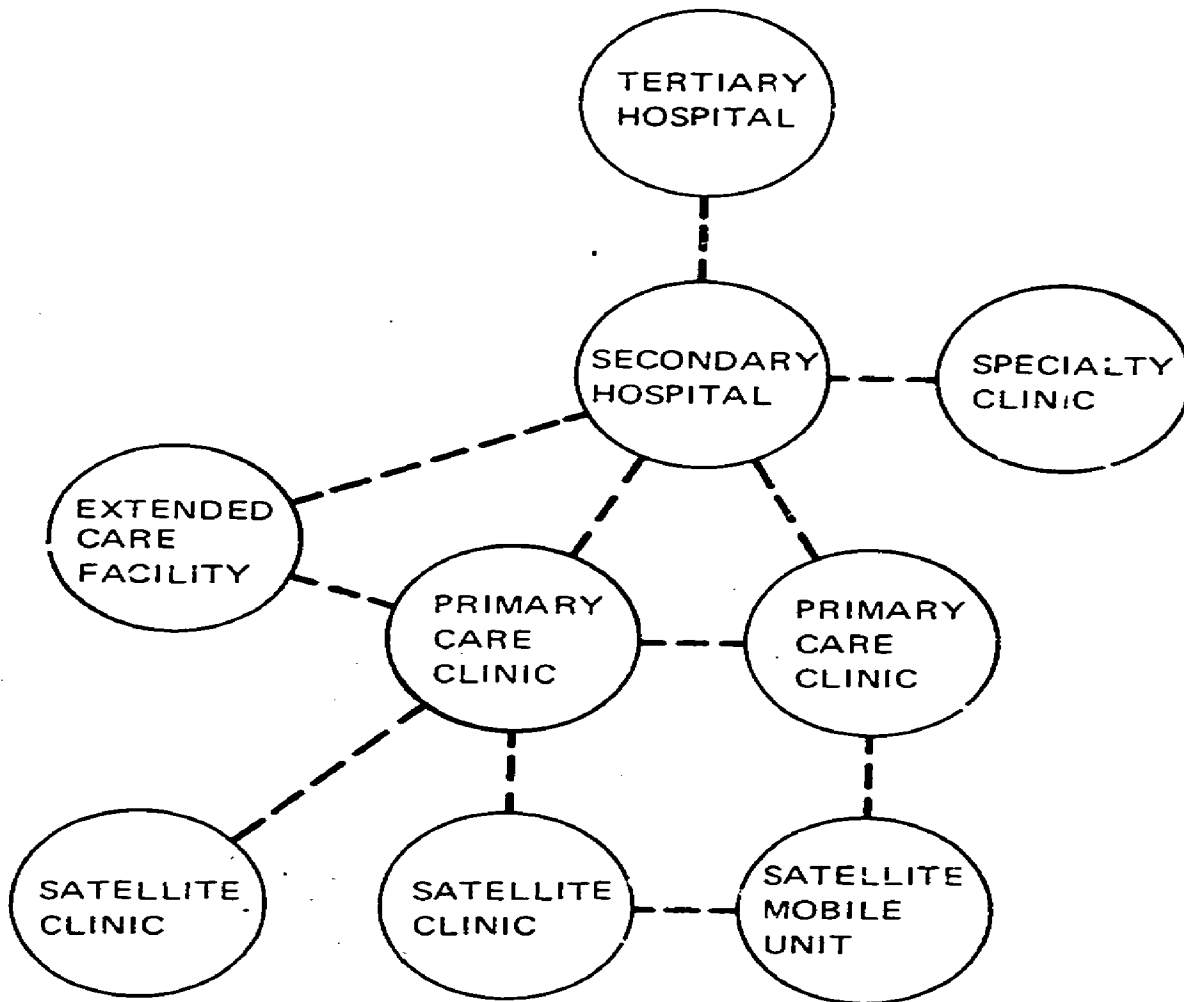 TERTIARY
HOSPITAL
SECONDARY
HOSPITAL
SPECIALTY
CLINIC
EXTENDED
CARE
FACILITY
PRIMARY
CARE
CLINIC
PRIMARY
CARE
CLINIC
SATELLITE
CLINIC
SATELLITE
CLINIC
SATELLITE
MOBILE
UNIT